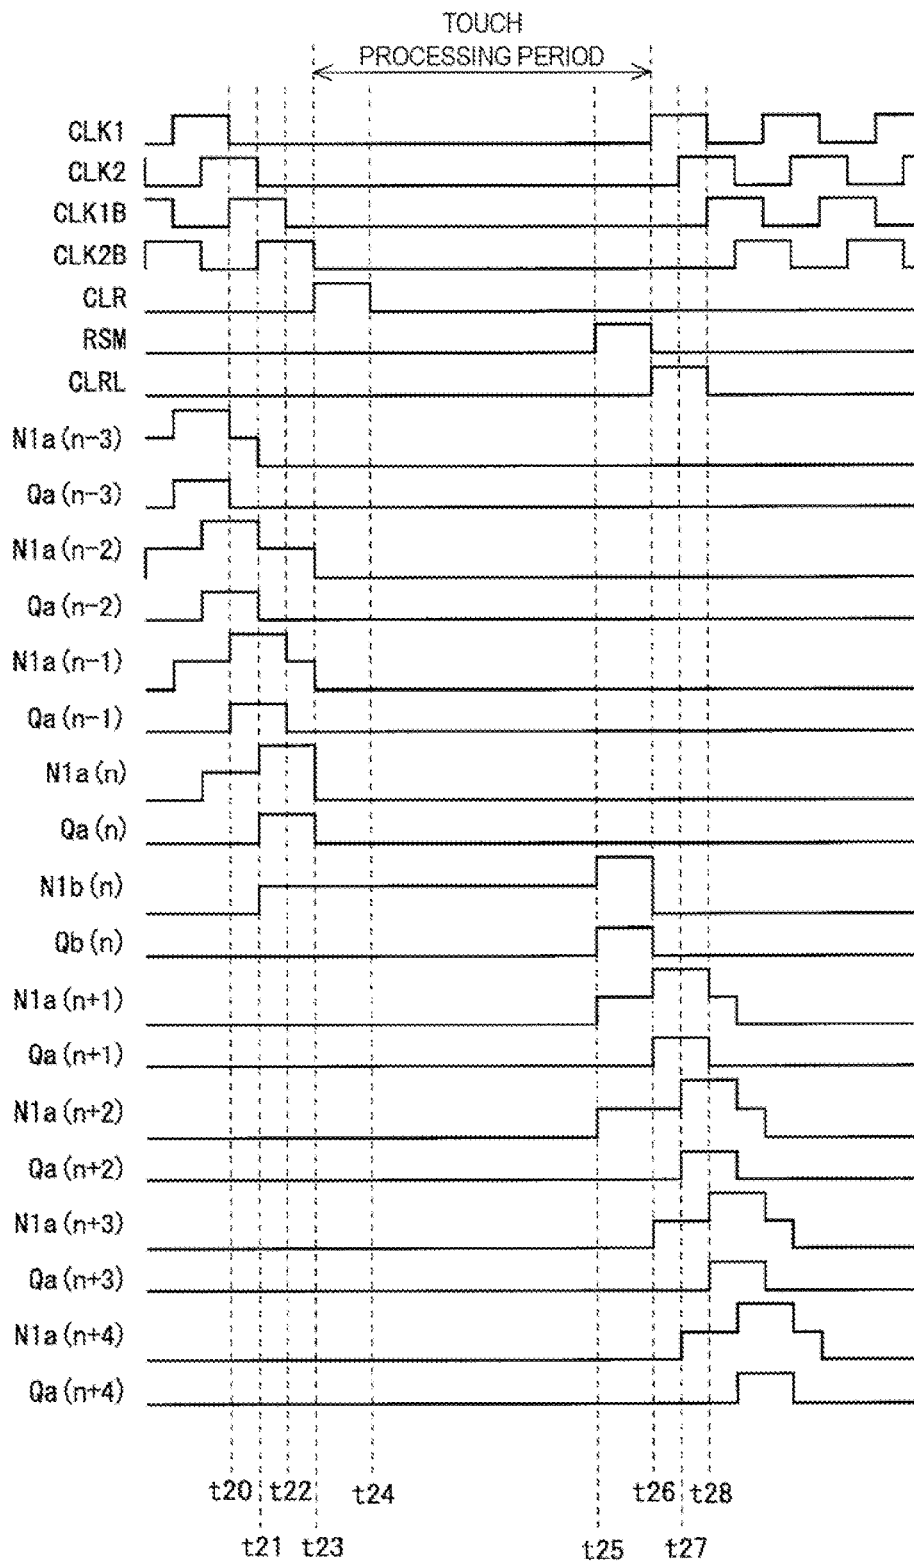 TOUCH
PROCESSING PERIOD
CLK1
CLK2
CLK1B
CLK2B
CLR
RSM
CLRL
N1a(n-3)
Qa(n-3)
N1a(n-2)
Qa(n-2)
N1a(n-1)
Qa(n-1)
N1a(n)
Qa(n)
N1b(n)
Qb(n)
N1a(n+1)
Qa(n+1)
N1a(n+2)
Qa(n+2)
N1a(n+3)
Qa(n+3)
N1a(n+4)
Qa(n+4)
t20 t22 t24 t26 t28
t21 t23 t25 t27